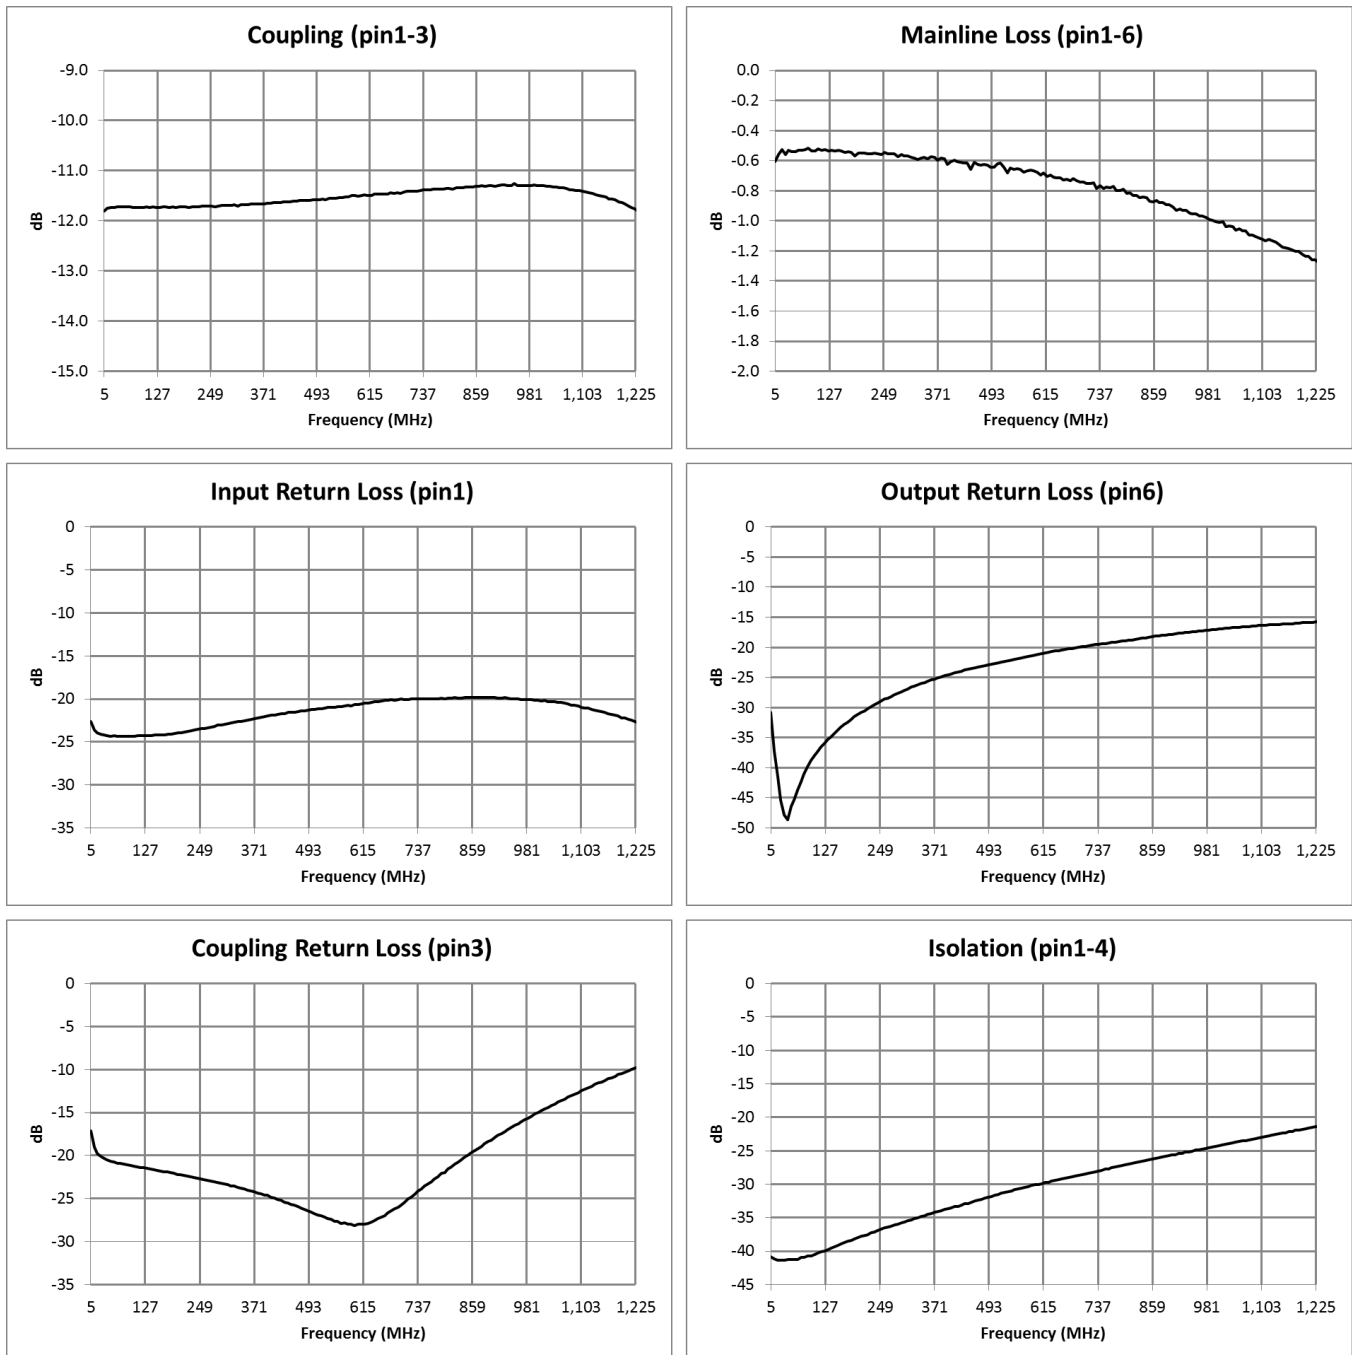 Coupling (pin1-3)
-9.0
-10.0
-11.0
-12.0
-13.0
-14.0
-15.0
dB
5 127 249 371 493 615 737 859 981 1,103 1,225
Frequency (MHz)
Mainline Loss (pin1-6)
0.0
-0.2
-0.4
-0.6
-0.8
-1.0
-1.2
-1.4
-1.6
-1.8
-2.0
dB
5 127 249 371 493 615 737 859 981 1,103 1,225
Frequency (MHz)
Input Return Loss (pin1)
0
-5
-10
-15
-20
-25
-30
-35
dB
5 127 249 371 493 615 737 859 981 1,103 1,225
Frequency (MHz)
Output Return Loss (pin6)
0
-5
-10
-15
-20
-25
-30
-35
-40
-45
-50
dB
5 127 249 371 493 615 737 859 981 1,103 1,225
Frequency (MHz)
Coupling Return Loss (pin3)
0
-5
-10
-15
-20
-25
-30
-35
dB
5 127 249 371 493 615 737 859 981 1,103 1,225
Frequency (MHz)
Isolation (pin1-4)
0
-5
-10
-15
-20
-25
-30
-35
-40
-45
dB
5 127 249 371 493 615 737 859 981 1,103 1,225
Frequency (MHz)